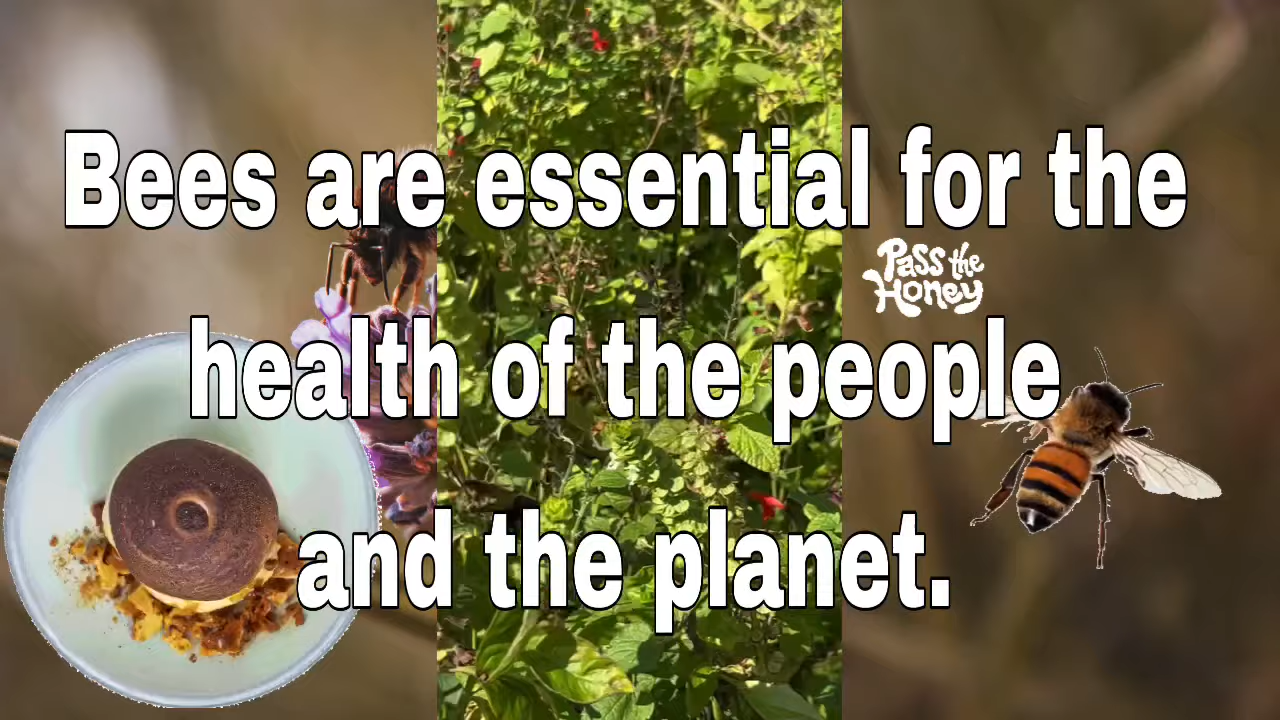 Bees are essential for the
Pass the
Honey
health of the people
and the planet.